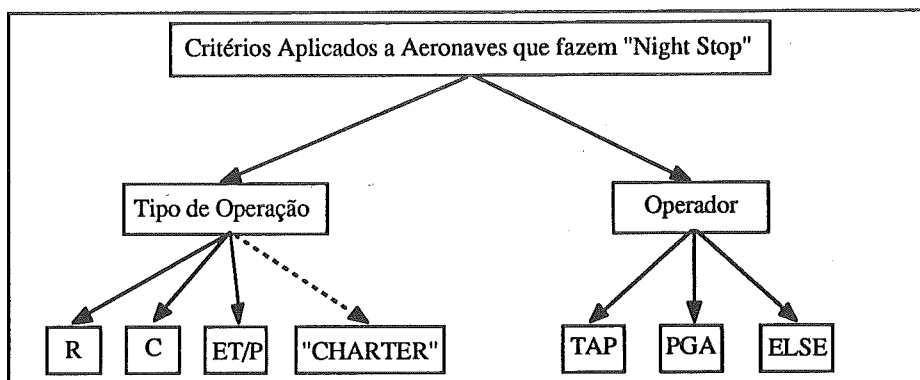 Critérios Aplicados a Aeronaves que fazem "Night Stop"
Tipo de Operação
Operador
R
C
ET/P
"CHARTER"
TAP
PGA
ELSE